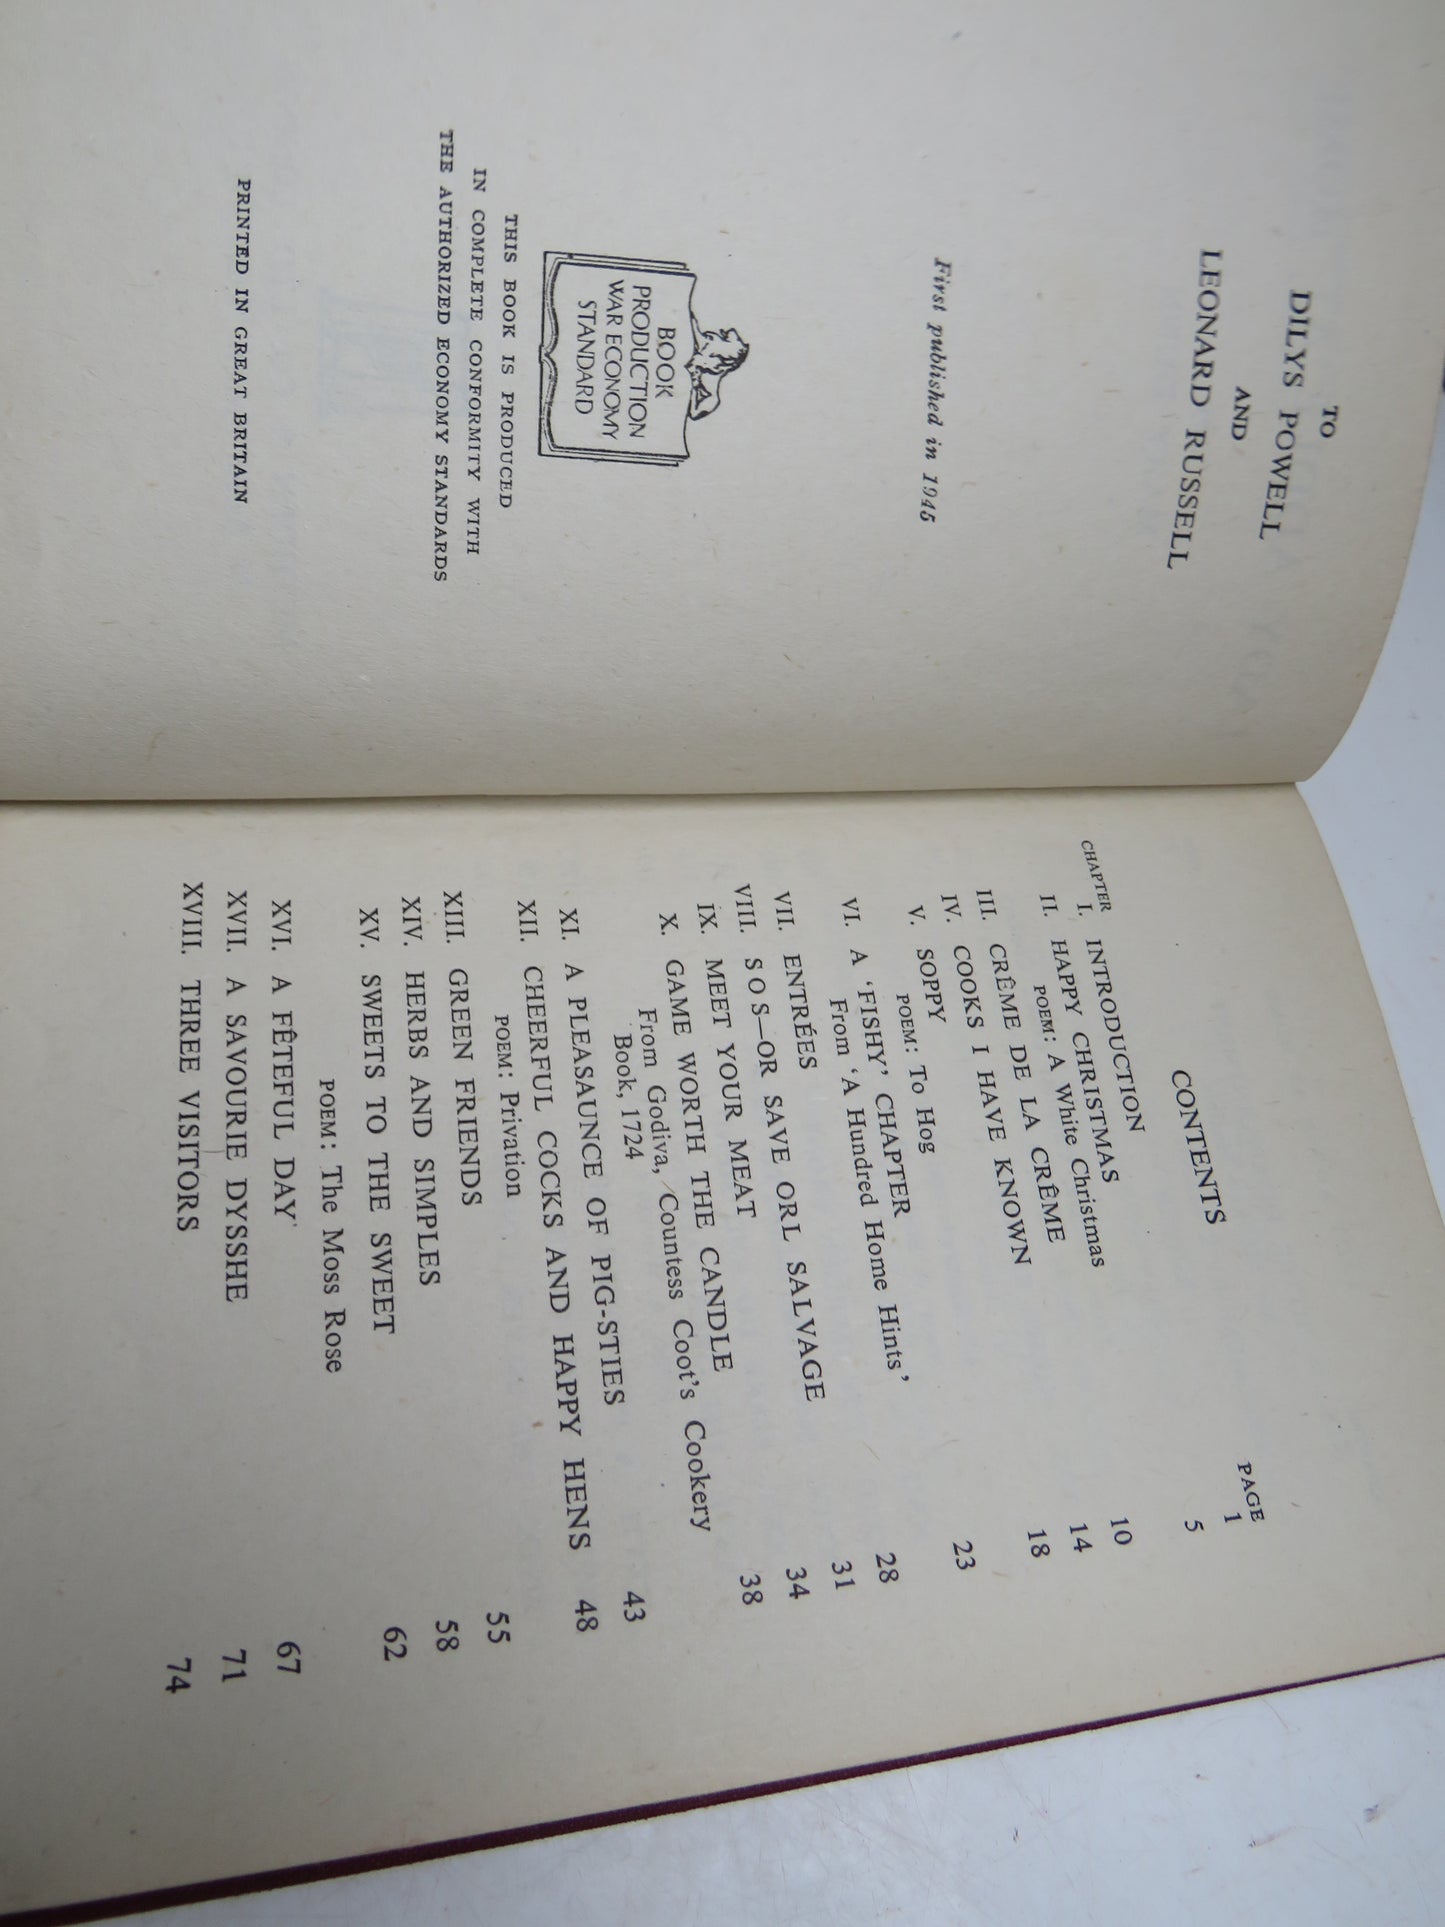 TO
DILYS POWELL
AND
LEONARD RUSSELL
First published in 1945
BOOK
PRODUCTION
WAR ECONOMY
STANDARD
THIS BOOK IS PRODUCED
IN COMPLETE CONFORMITY WITH
THE AUTHORIZED ECONOMY STANDARDS
PRINTED IN GREAT BRITAIN
CONTENTS
CHAPTER PAGE
I. INTRODUCTION 1
II. HAPPY CHRISTMAS 5
POEM: A White Christmas
III. CRÊME DE LA CRÊME 10
IV. COOKS I HAVE KNOWN 14
V. SOPPY 18
POEM: To Hog
VI. A 'FISHY' CHAPTER 23
From 'A Hundred Home Hints'
VII. ENTRÉES 28
VIII. S O S—OR SAVE ORL SALVAGE 31
IX. MEET YOUR MEAT 34
X. GAME WORTH THE CANDLE 38
From Godiva, Countess Coot's Cookery
Book, 1724
XI. A PLEASAUNCE OF PIG-STIES 43
XII. CHEERFUL COCKS AND HAPPY HENS 48
POEM: Privation
XIII. GREEN FRIENDS 55
XIV. HERBS AND SIMPLES 58
XV. SWEETS TO THE SWEET 62
POEM: The Moss Rose
XVI. A FÊTEFUL DAY 67
XVII. A SAVOURIE DYSSHE 71
XVIII. THREE VISITORS 74